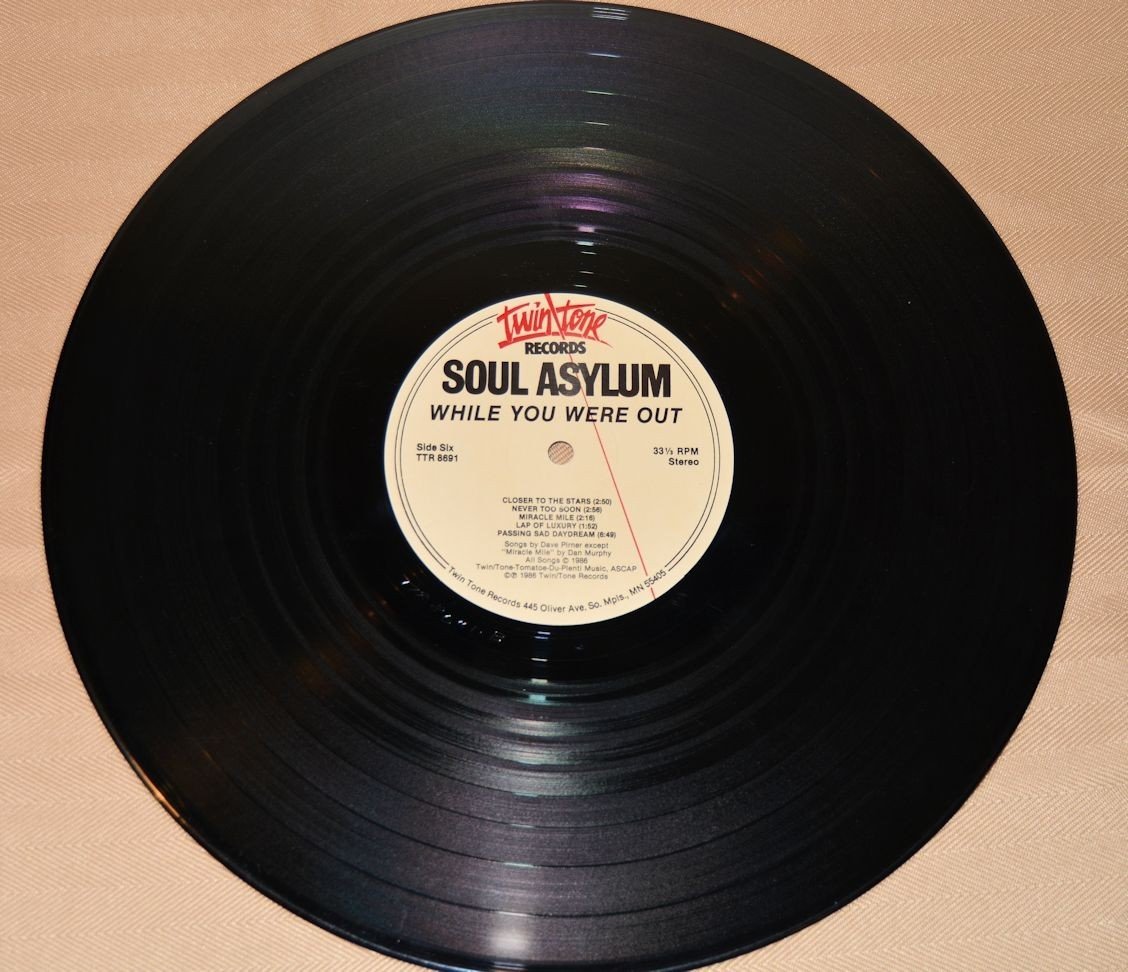 twin\tone
RECORDS
SOUL ASYLUM
WHILE YOU WERE OUT
Side Six
TTR 8691
33⅓ RPM
Stereo
CLOSER TO THE STARS (2:50)
NEVER TOO SOON (2:56)
MIRACLE MILE (2:16)
LAP OF LUXURY (1:52)
PASSING SAD DAYDREAM (6:49)
Songs by Dave Pirner except
"Miracle Mile" by Dan Murphy
All Songs © 1986
Twin/Tone-Tomatoe-Du-Plenti Music, ASCAP
©℗ 1986 Twin/Tone Records
Twin Tone Records 445 Oliver Ave. So. Mpls., MN 55405